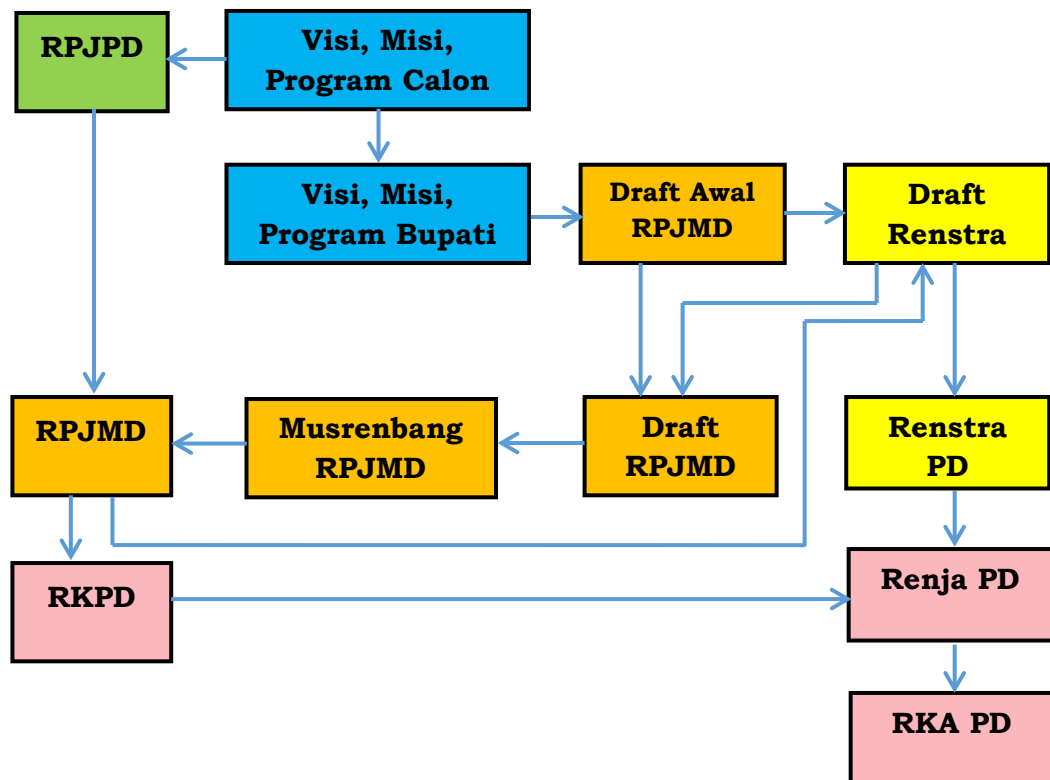 RPJPD
Visi, Misi,
Program Calon
Visi, Misi,
Program Bupati
Draft Awal
RPJMD
Draft
Renstra
RPJMD
Musrenbang
RPJMD
Draft
RPJMD
Renstra
PD
RKPD
Renja PD
RKA PD